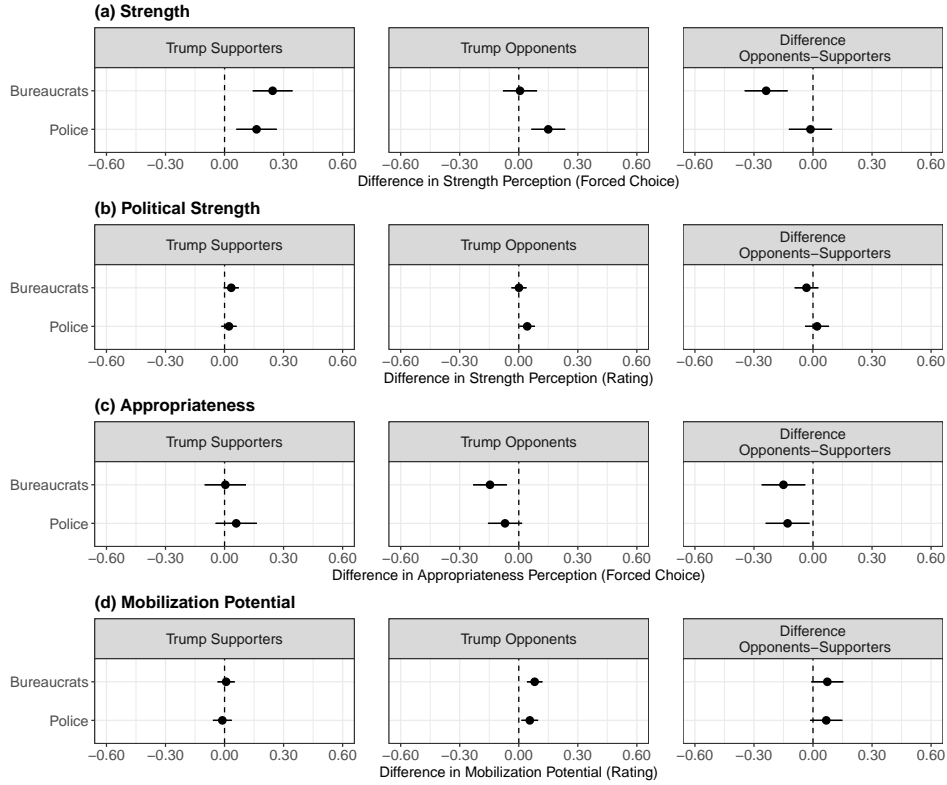 (a) Strength
Trump Supporters
Trump Opponents
Difference
Opponents−Supporters
Bureaucrats
Police
−0.60 −0.30 0.00 0.30 0.60
−0.60 −0.30 0.00 0.30 0.60
−0.60 −0.30 0.00 0.30 0.60
Difference in Strength Perception (Forced Choice)
(b) Political Strength
Trump Supporters
Trump Opponents
Difference
Opponents−Supporters
Bureaucrats
Police
−0.60 −0.30 0.00 0.30 0.60
−0.60 −0.30 0.00 0.30 0.60
−0.60 −0.30 0.00 0.30 0.60
Difference in Strength Perception (Rating)
(c) Appropriateness
Trump Supporters
Trump Opponents
Difference
Opponents−Supporters
Bureaucrats
Police
−0.60 −0.30 0.00 0.30 0.60
−0.60 −0.30 0.00 0.30 0.60
−0.60 −0.30 0.00 0.30 0.60
Difference in Appropriateness Perception (Forced Choice)
(d) Mobilization Potential
Trump Supporters
Trump Opponents
Difference
Opponents−Supporters
Bureaucrats
Police
−0.60 −0.30 0.00 0.30 0.60
−0.60 −0.30 0.00 0.30 0.60
−0.60 −0.30 0.00 0.30 0.60
Difference in Mobilization Potential (Rating)